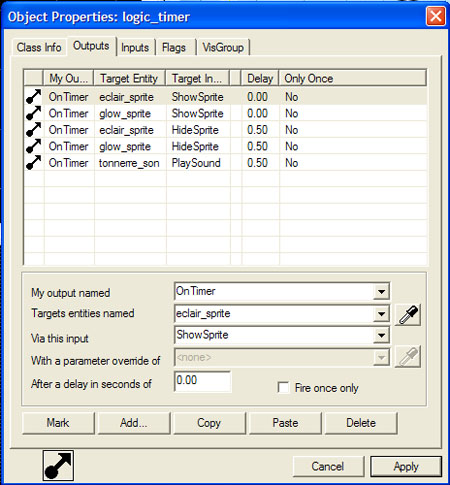 Object Properties: logic_timer
Class Info Outputs Inputs Flags VisGroup
My Ou... Target Entity Target In... Delay Only Once
OnTimer eclair_sprite ShowSprite 0.00 No
OnTimer glow_sprite ShowSprite 0.00 No
OnTimer eclair_sprite HideSprite 0.50 No
OnTimer glow_sprite HideSprite 0.50 No
OnTimer tonnerre_son PlaySound 0.50 No
My output named OnTimer
Targets entities named eclair_sprite
Via this input ShowSprite
With a parameter override of <none>
After a delay in seconds of 0.00 Fire once only
Mark Add... Copy Paste Delete
Cancel Apply